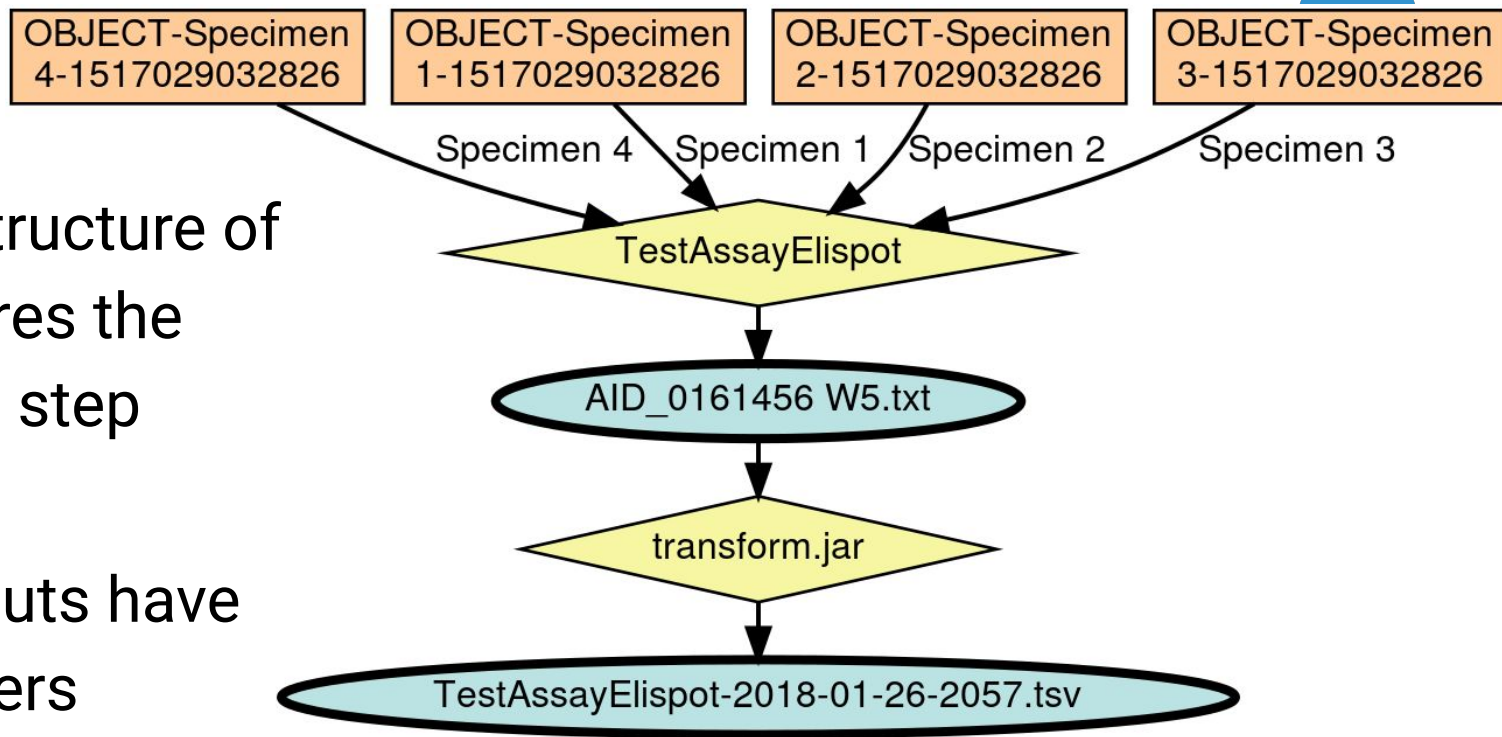 OBJECT-Specimen
4-1517029032826
OBJECT-Specimen
1-1517029032826
OBJECT-Specimen
2-1517029032826
OBJECT-Specimen
3-1517029032826
Specimen 4
Specimen 1
Specimen 2
Specimen 3
tructure of
res the
step
uts have
ers
TestAssayElispot
AID_0161456 W5.txt
transform.jar
TestAssayElispot-2018-01-26-2057.tsv